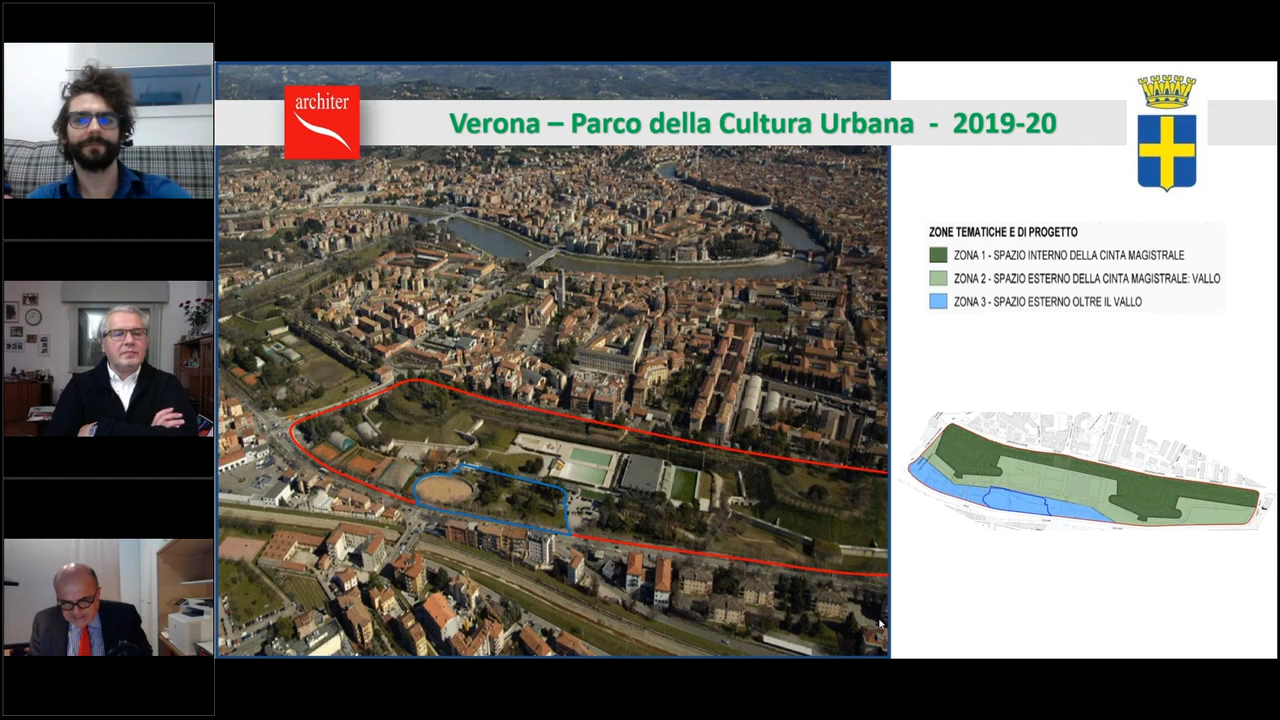 architer
Verona – Parco della Cultura Urbana - 2019-20
ZONE TEMATICHE E DI PROGETTO
ZONA 1 - SPAZIO INTERNO DELLA CINTA MAGISTRALE
ZONA 2 - SPAZIO ESTERNO DELLA CINTA MAGISTRALE: VALLO
ZONA 3 - SPAZIO ESTERNO OLTRE IL VALLO